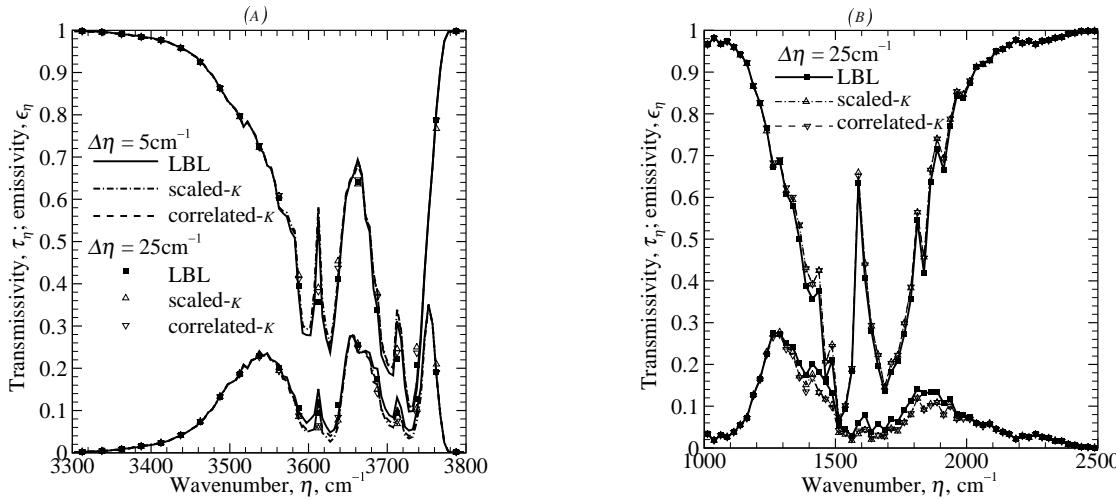 (A)
Transmissivity, τη; emissivity, ϵη
1
0.9
0.8
0.7
0.6
0.5
0.4
0.3
0.2
0.1
0
Δη = 5cm⁻¹
LBL
scaled-κ
correlated-κ
Δη = 25cm⁻¹
LBL
scaled-κ
correlated-κ
3300 3400 3500 3600 3700 3800
Wavenumber, η, cm⁻¹
(B)
Transmissivity, τη; emissivity, ϵη
1
0.9
0.8
0.7
0.6
0.5
0.4
0.3
0.2
0.1
0
Δη = 25cm⁻¹
LBL
scaled-κ
correlated-κ
1000 1500 2000 2500
Wavenumber, η, cm⁻¹